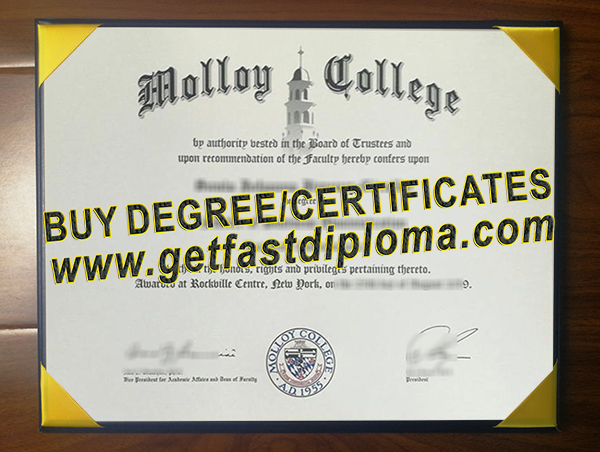 Molloy College
by authority vested in the Board of Trustees and
upon recommendation of the Faculty hereby confers upon
BUY DEGREE/CERTIFICATES
www.getfastdiploma.com
the honors, rights and privileges pertaining thereto.
Awarded at Rockville Centre, New York, on
9.
MOLLOY COLLEGE
A.D. 1955
Vice President for Academic Affairs and Dean of Faculty
President